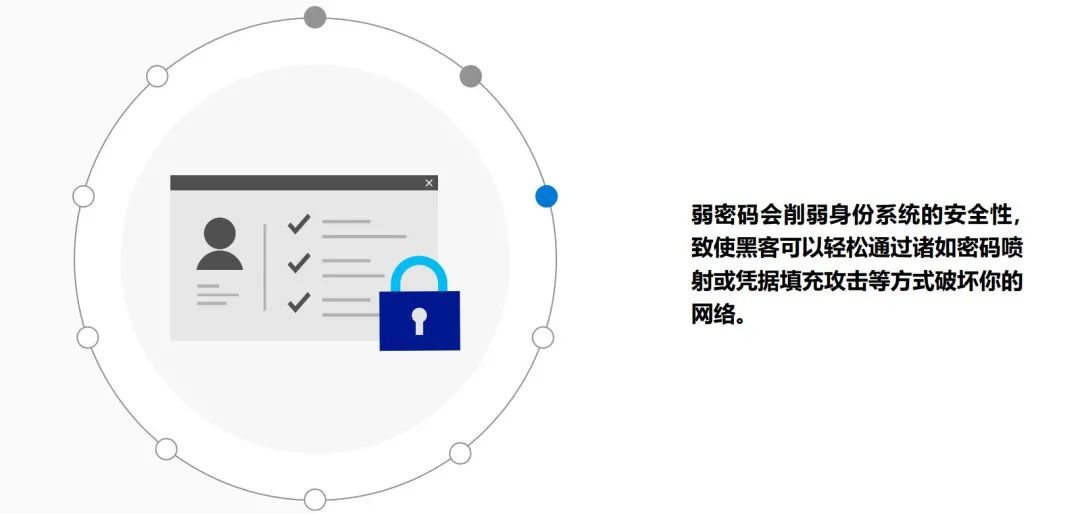 弱密码会削弱身份系统的安全性，
致使黑客可以轻松通过诸如密码喷
射或凭据填充攻击等方式破坏你的
网络。